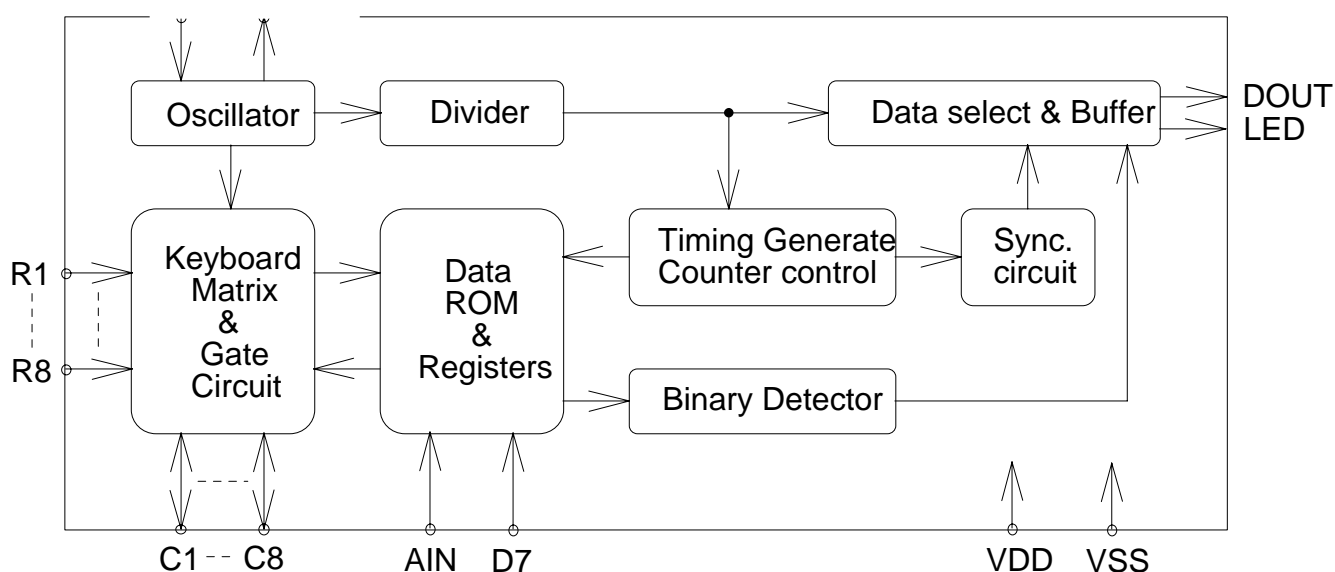 Oscillator
Divider
Data select & Buffer
DOUT
LED
Keyboard
Matrix
&
Gate
Circuit
Data
ROM
&
Registers
Timing Generate
Counter control
Sync.
circuit
R1
R8
Binary Detector
C1 -- C8
AIN
D7
VDD
VSS